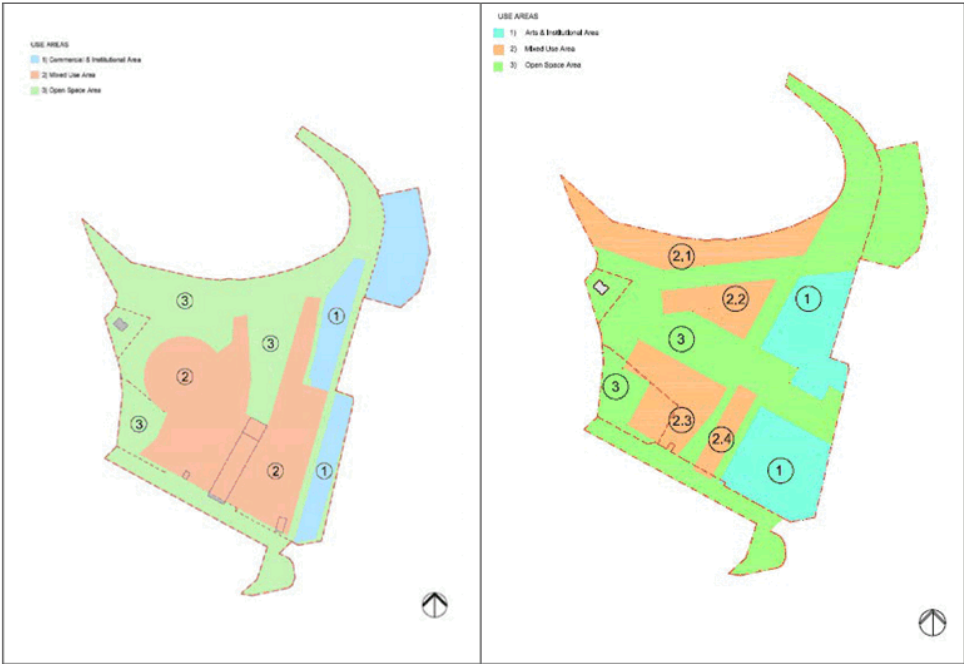 USE AREAS
1) Commercial & Institutional Area
2) Mixed Use Area
3) Open Space Area
3
1
3
2
3
2
1
USE AREAS
1) Arts & Institutional Area
2) Mixed Use Area
3) Open Space Area
2.1
2.2
1
3
3
2.3
2.4
1